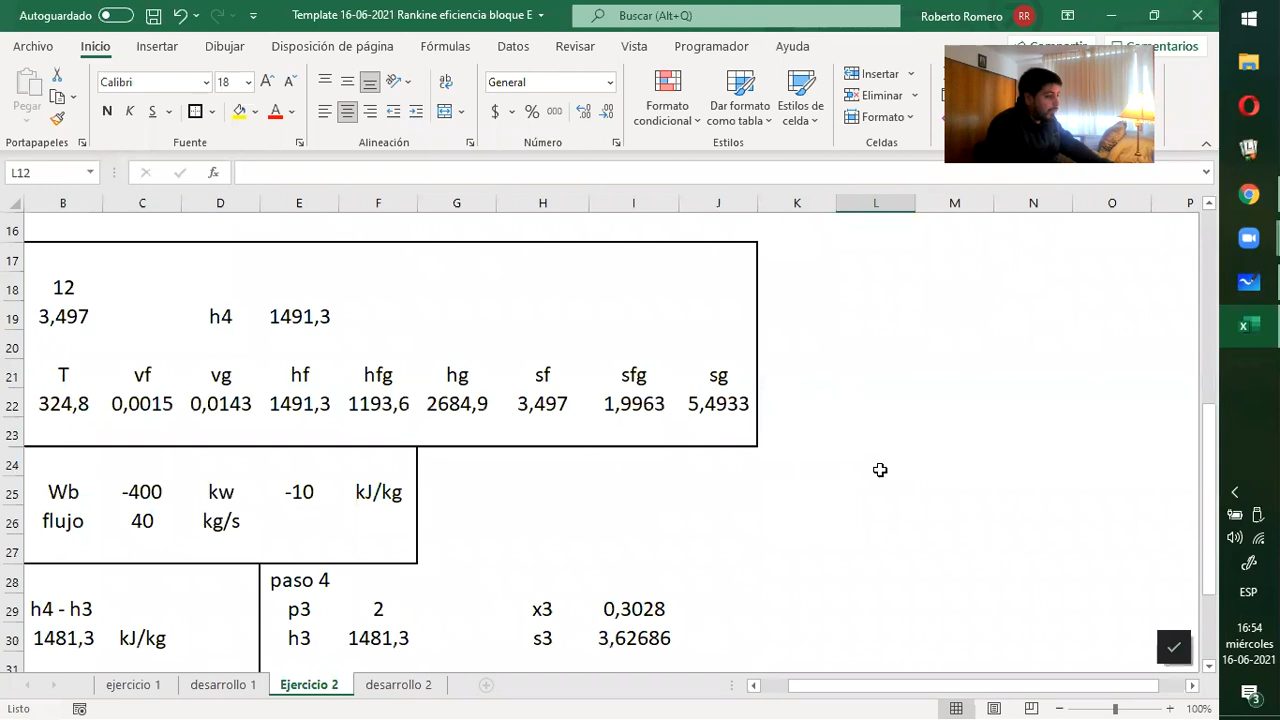 Autoguardado
Template 16-06-2021 Rankine eficiencia bloque E
Buscar (Alt+Q)
Roberto Romero
RR
Archivo Inicio Insertar Dibujar Disposición de página Fórmulas Datos Revisar Vista Programador Ayuda
Compartir Comentarios
Pegar
Calibri 18
N K S
General
$ % 000
Formato condicional
Dar formato como tabla
Estilos de celda
Insertar
Eliminar
Formato
Portapapeles Fuente Alineación Número Estilos Celdas
L12
fx
B C D E F G H I J K L M N O P
16
17
18 12
19 3,497 h4 1491,3
20
21 T vf vg hf hfg hg sf sfg sg
22 324,8 0,0015 0,0143 1491,3 1193,6 2684,9 3,497 1,9963 5,4933
23
24
25 Wb -400 kw -10 kJ/kg
26 flujo 40 kg/s
27
28 paso 4
29 h4 - h3 p3 2 x3 0,3028
30 1481,3 kJ/kg h3 1481,3 s3 3,62686
31
ejercicio 1 desarrollo 1 Ejercicio 2 desarrollo 2
Listo
100%
ESP
16:54
miércoles
16-06-2021
3